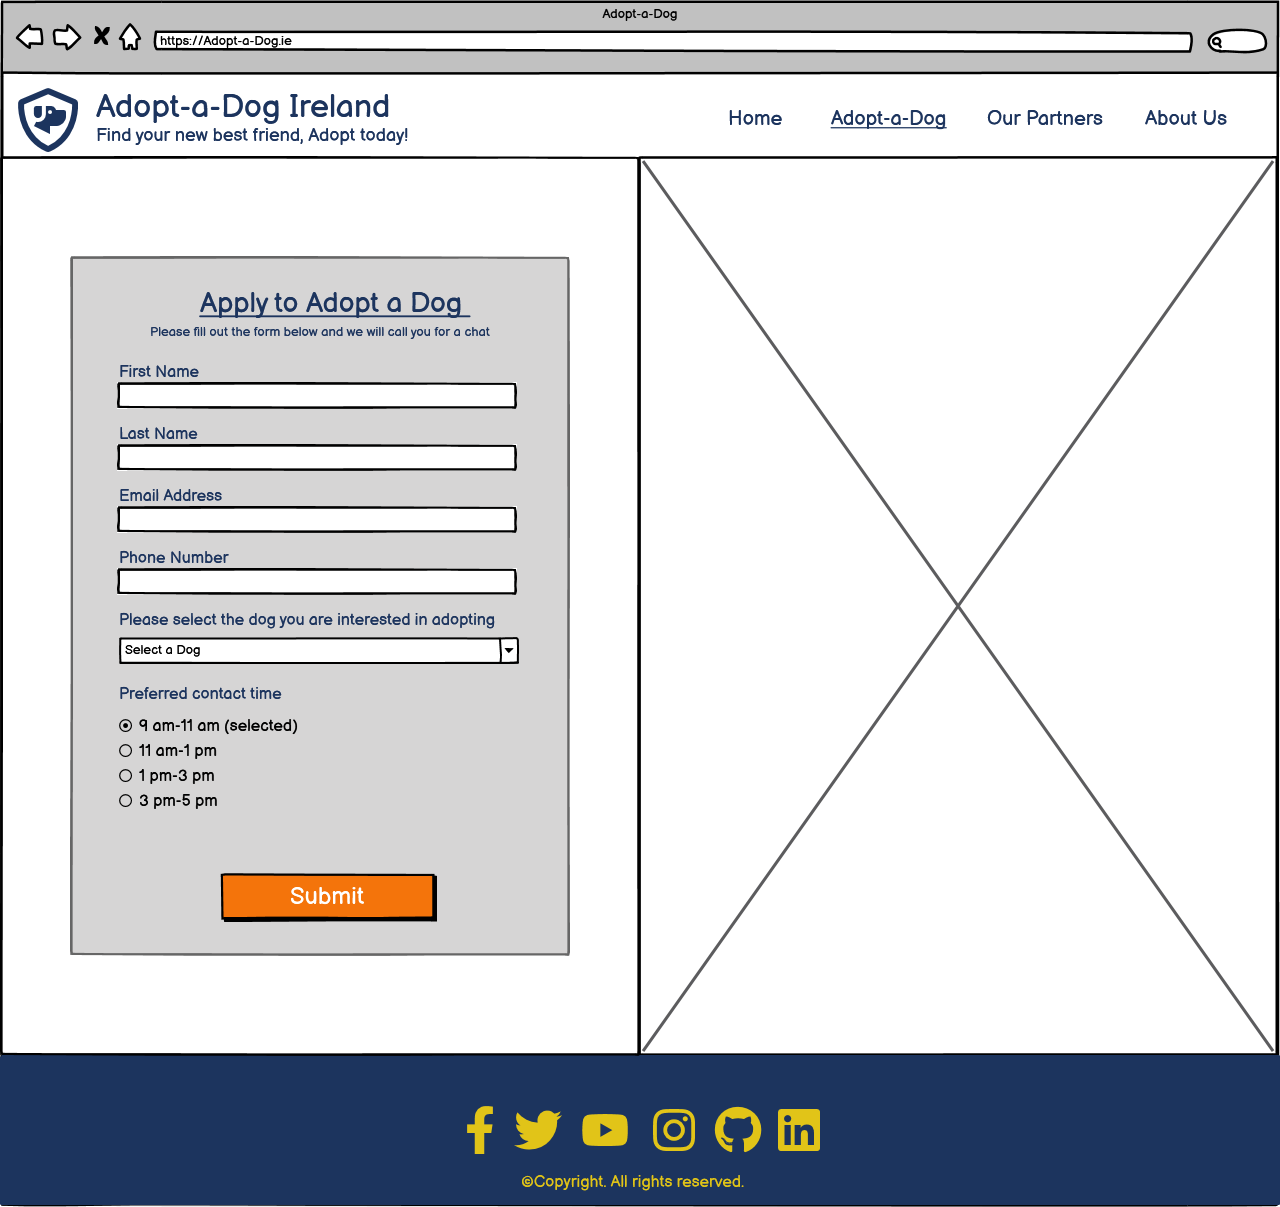 Adopt-a-Dog
https://Adopt-a-Dog.ie
Adopt-a-Dog Ireland
Find your new best friend, Adopt today!
Home Adopt-a-Dog Our Partners About Us
Apply to Adopt a Dog
Please fill out the form below and we will call you for a chat
First Name
Last Name
Email Address
Phone Number
Please select the dog you are interested in adopting
Select a Dog
Preferred contact time
9 am-11 am (selected)
11 am-1 pm
1 pm-3 pm
3 pm-5 pm
Submit
©Copyright. All rights reserved.